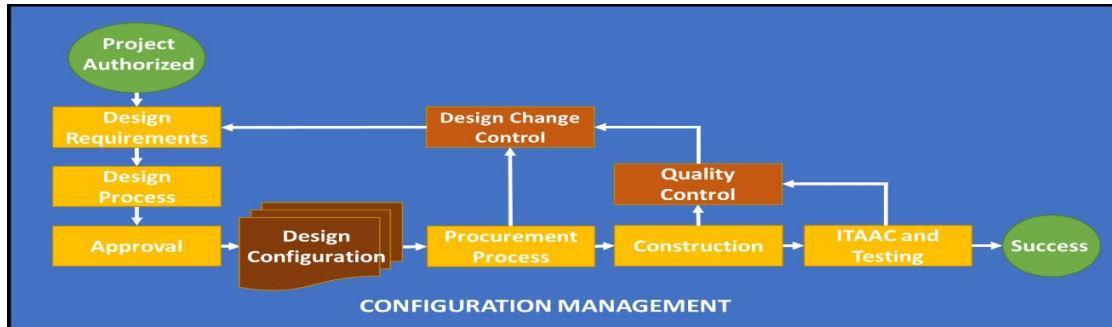 Project
Authorized
Design
Requirements
Design Change
Control
Design
Process
Quality
Control
Approval
Design
Configuration
Procurement
Process
Construction
ITAAC and
Testing
Success
CONFIGURATION MANAGEMENT